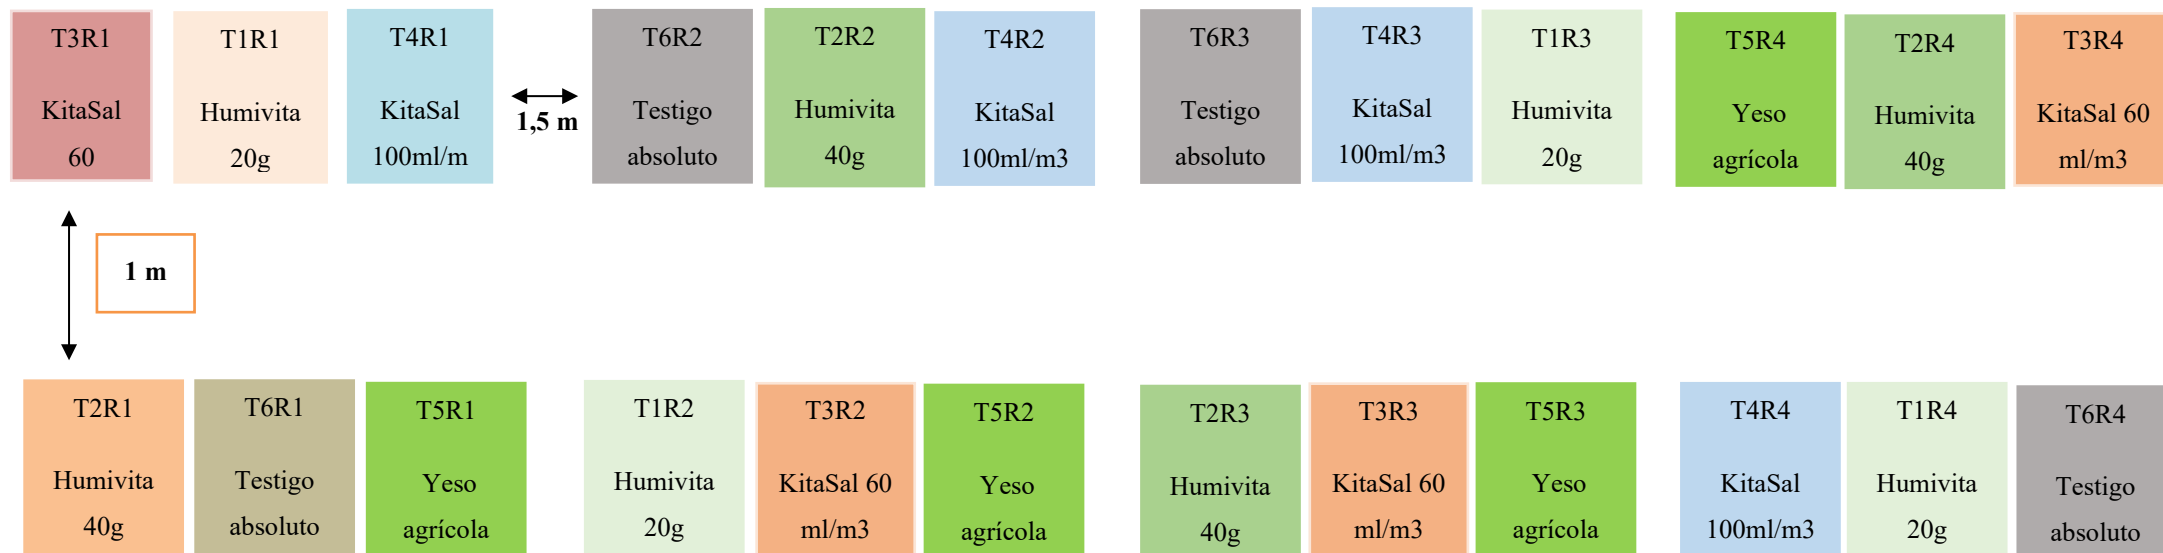 T3R1
KitaSal
60
T1R1
Humivita
20g
T4R1
KitaSal
100ml/m
1,5 m
T6R2
Testigo
absoluto
T2R2
Humivita
40g
T4R2
KitaSal
100ml/m3
T6R3
Testigo
absoluto
T4R3
KitaSal
100ml/m3
T1R3
Humivita
20g
T5R4
Yeso
agrícola
T2R4
Humivita
40g
T3R4
KitaSal 60
ml/m3
1 m
T2R1
Humivita
40g
T6R1
Testigo
absoluto
T5R1
Yeso
agrícola
T1R2
Humivita
20g
T3R2
KitaSal 60
ml/m3
T5R2
Yeso
agrícola
T2R3
Humivita
40g
T3R3
KitaSal 60
ml/m3
T5R3
Yeso
agrícola
T4R4
KitaSal
100ml/m3
T1R4
Humivita
20g
T6R4
Testigo
absoluto